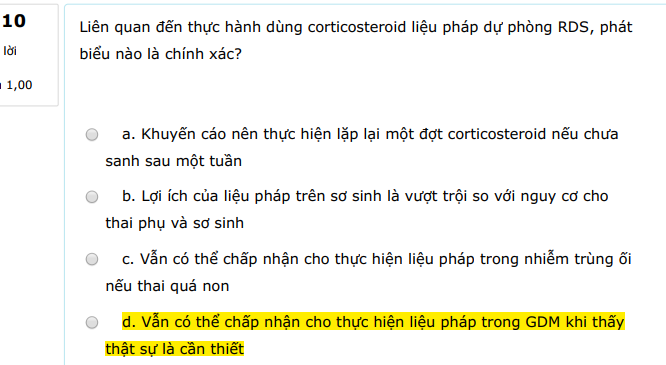 10
lời
1,00
Liên quan đến thực hành dùng corticosteroid liệu pháp dự phòng RDS, phát
biểu nào là chính xác?
a. Khuyến cáo nên thực hiện lặp lại một đợt corticosteroid nếu chưa
sanh sau một tuần
b. Lợi ích của liệu pháp trên sơ sinh là vượt trội so với nguy cơ cho
thai phụ và sơ sinh
c. Vẫn có thể chấp nhận cho thực hiện liệu pháp trong nhiễm trùng ối
nếu thai quá non
d. Vẫn có thể chấp nhận cho thực hiện liệu pháp trong GDM khi thấy
thật sự là cần thiết